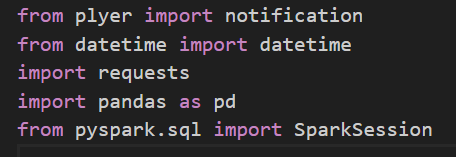 from plyer import notification
from datetime import datetime
import requests
import pandas as pd
from pyspark.sql import SparkSession